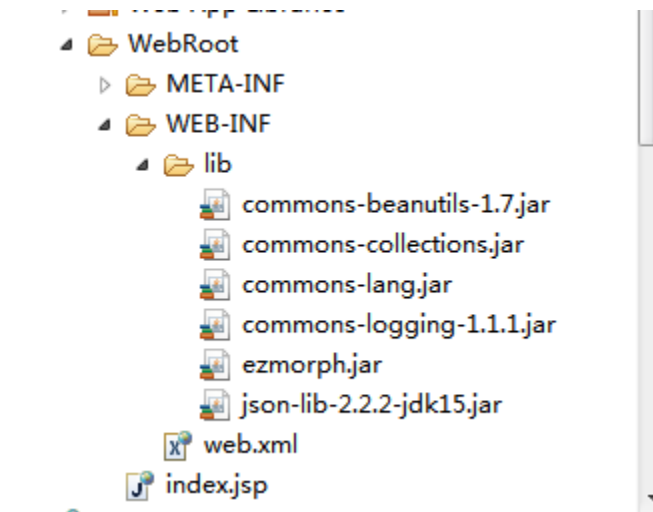 WebRoot
META-INF
WEB-INF
lib
commons-beanutils-1.7.jar
commons-collections.jar
commons-lang.jar
commons-logging-1.1.1.jar
ezmorph.jar
json-lib-2.2.2-jdk15.jar
web.xml
index.jsp